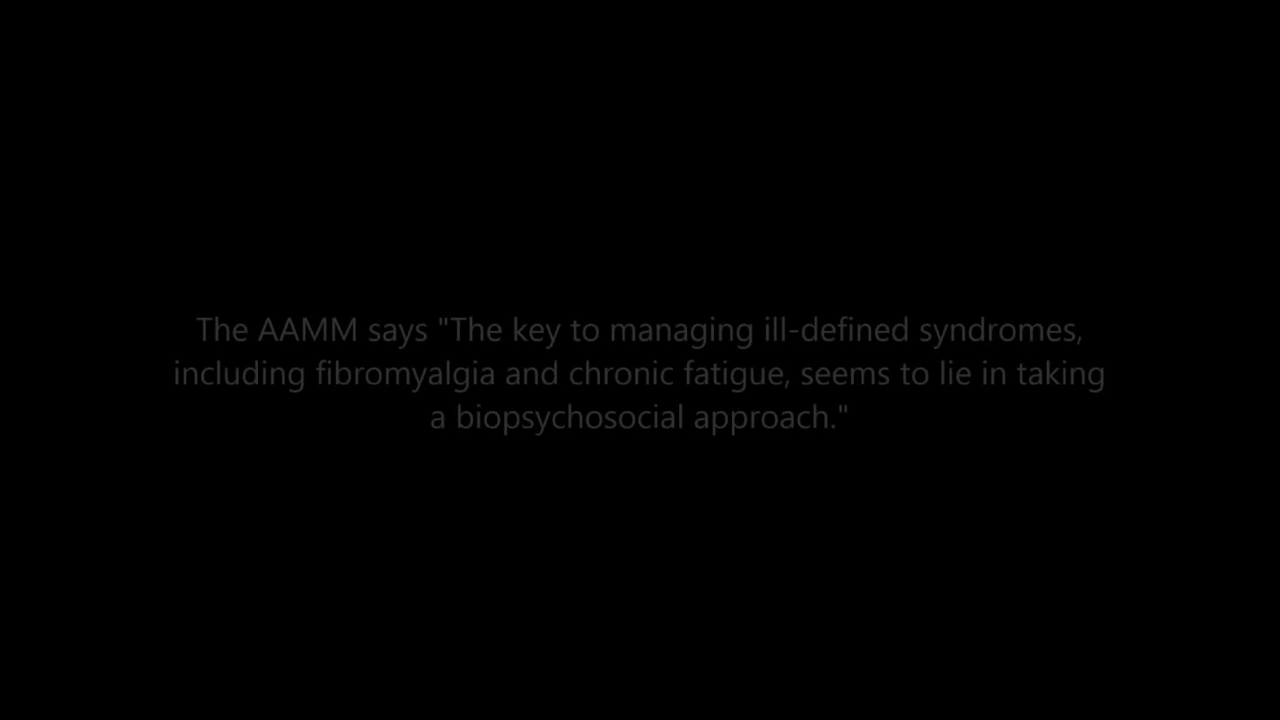 The AAMM says "The key to managing ill-defined syndromes,
including fibromyalgia and chronic fatigue, seems to lie in taking
a biopsychosocial approach."